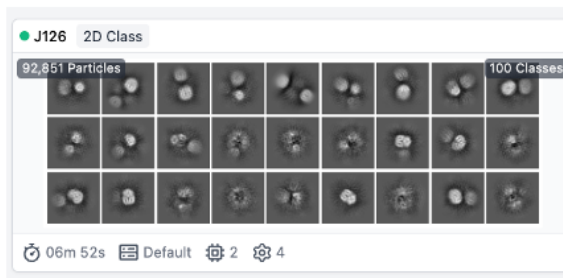 J126 2D Class
92,851 Particles 100 Classes
06m 52s Default 2 4